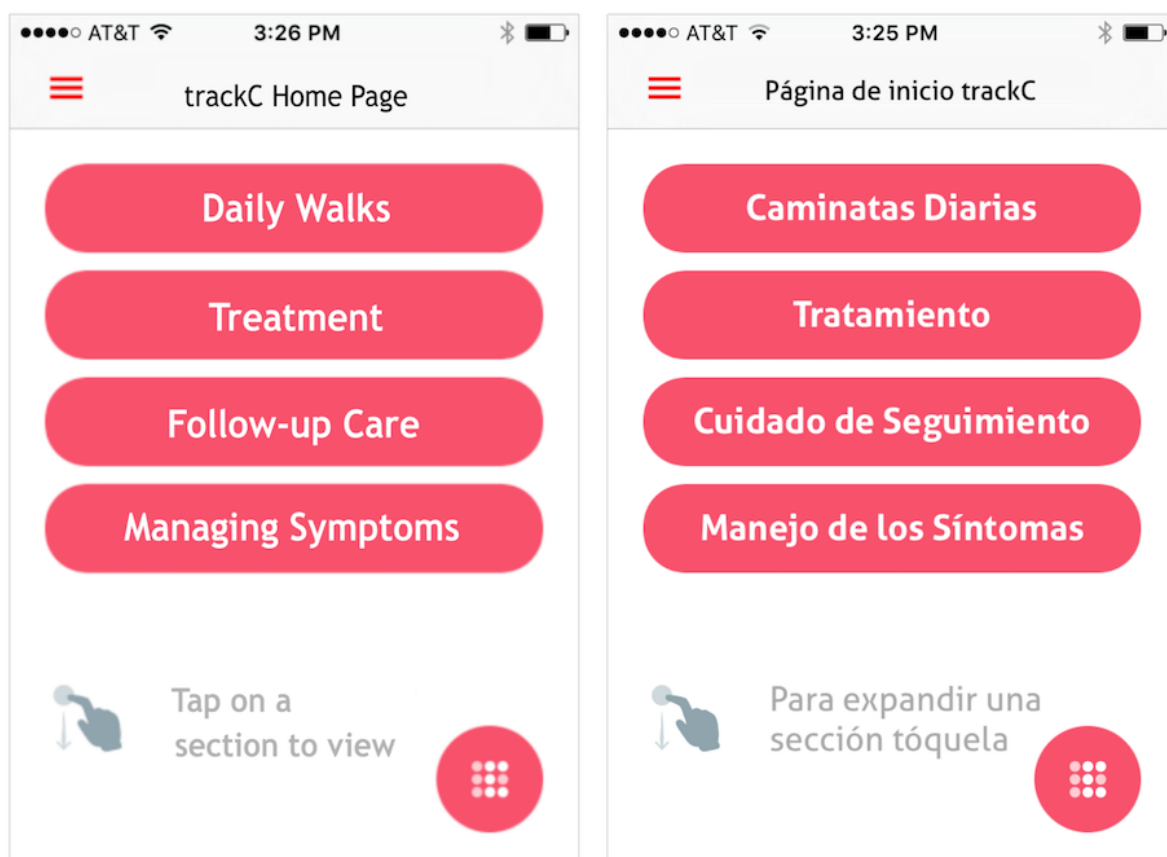 AT&T 3:26 PM
trackC Home Page
Daily Walks
Treatment
Follow-up Care
Managing Symptoms
Tap on a
section to view
AT&T 3:25 PM
Página de inicio trackC
Caminatas Diarias
Tratamiento
Cuidado de Seguimiento
Manejo de los Síntomas
Para expandir una
sección tóquela